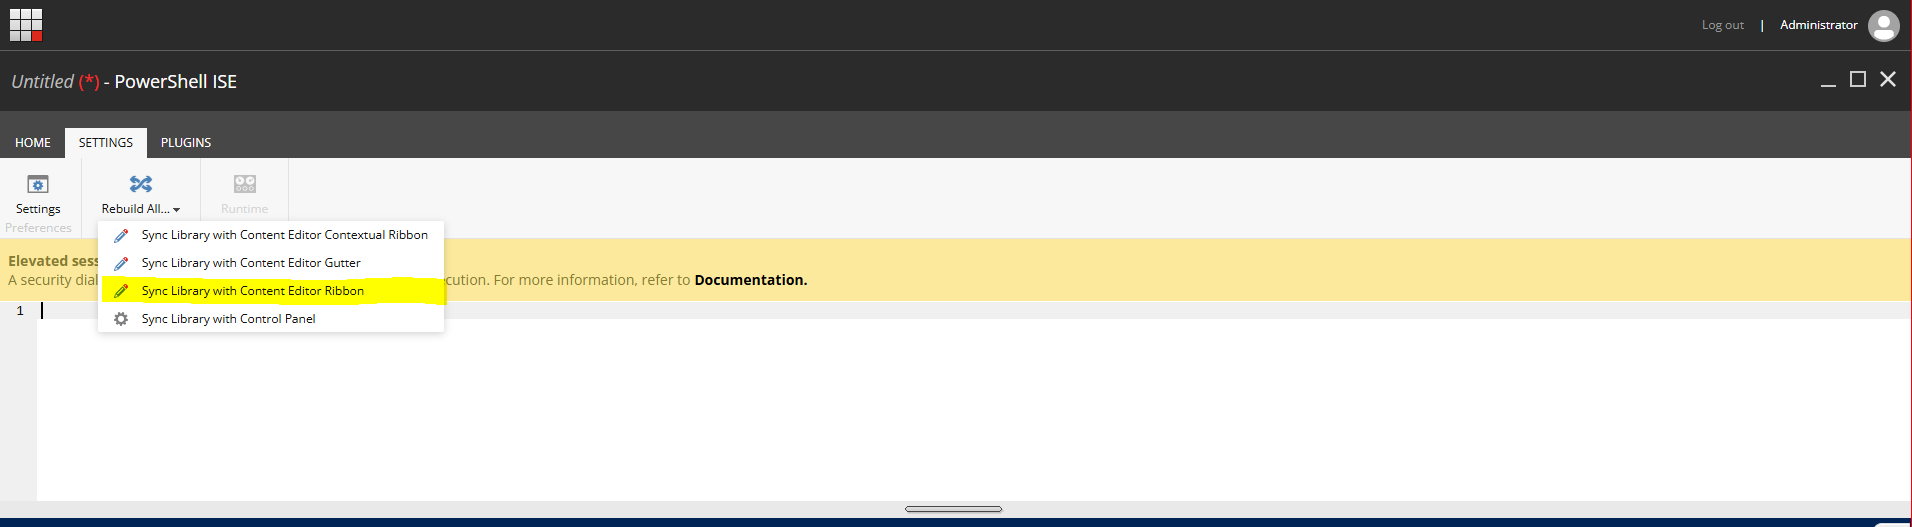 Log out | Administrator
Untitled (*) - PowerShell ISE
HOME SETTINGS PLUGINS
Settings
Preferences
Rebuild All...
Runtime
Sync Library with Content Editor Contextual Ribbon
Sync Library with Content Editor Gutter
Sync Library with Content Editor Ribbon
Sync Library with Control Panel
Elevated
A security cution. For more information, refer to Documentation.
1